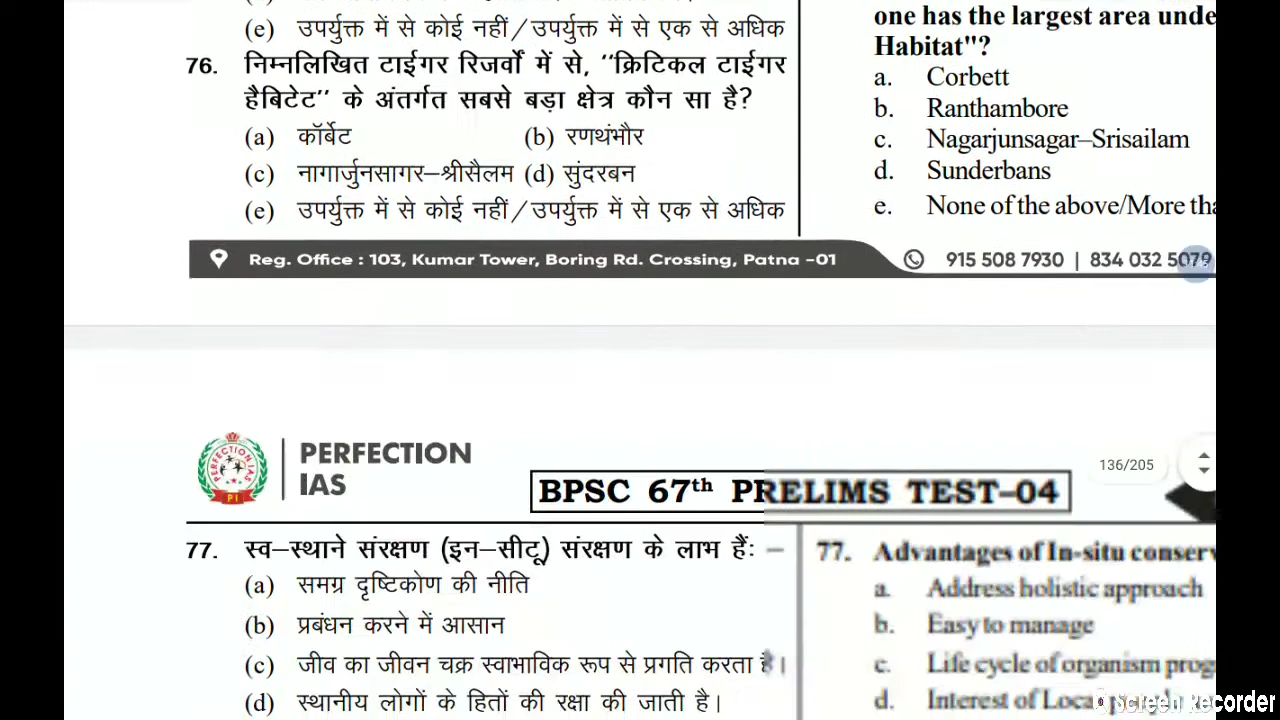 (e) उपर्युक्त में से कोई नहीं/उपर्युक्त में से एक से अधिक
76. निम्नलिखित टाईगर रिजर्वों में से, "क्रिटिकल टाईगर
हैबिटेट" के अंतर्गत सबसे बड़ा क्षेत्र कौन सा है?
(a) कॉर्बेट (b) रणथंभौर
(c) नागार्जुनसागर–श्रीसैलम (d) सुंदरबन
(e) उपर्युक्त में से कोई नहीं/उपर्युक्त में से एक से अधिक
one has the largest area unde
Habitat"?
a. Corbett
b. Ranthambore
c. Nagarjunsagar–Srisailam
d. Sunderbans
e. None of the above/More tha
Reg. Office : 103, Kumar Tower, Boring Rd. Crossing, Patna -01 915 508 7930 | 834 032 5079
PERFECTION
IAS
PERFECTION IAS
PI
136/205
BPSC 67th PRELIMS TEST–04
77. स्व–स्थाने संरक्षण (इन–सीटू) संरक्षण के लाभ हैं: –
(a) समग्र दृष्टिकोण की नीति
(b) प्रबंधन करने में आसान
(c) जीव का जीवन चक्र स्वाभाविक रूप से प्रगति करता है।
(d) स्थानीय लोगों के हितों की रक्षा की जाती है।
77. Advantages of In-situ conserv
a. Address holistic approach
b. Easy to manage
c. Life cycle of organism prog
d. Interest of Local
Screen Recorder